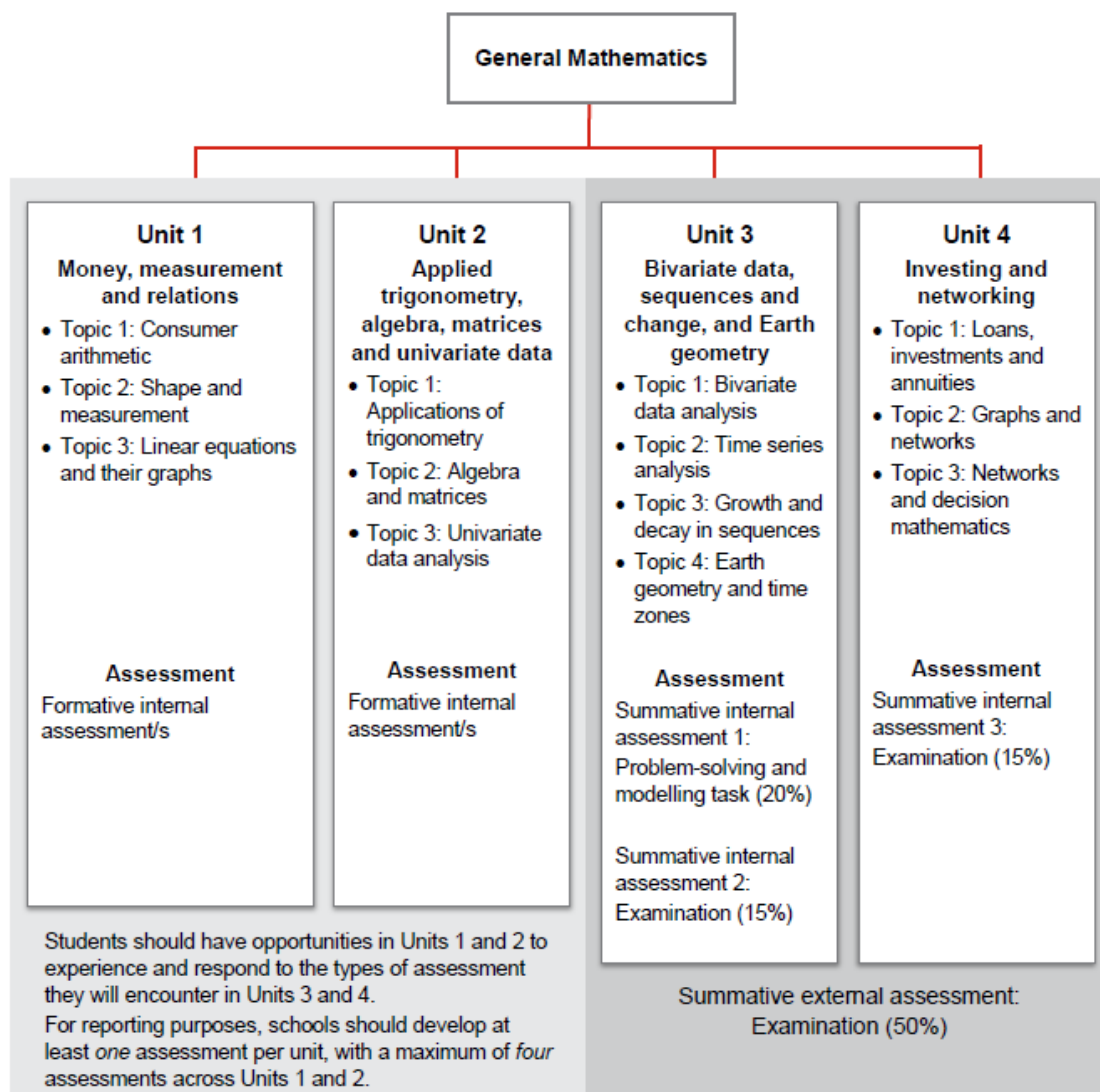 General Mathematics
Unit 1
Money, measurement
and relations
• Topic 1: Consumer
arithmetic
• Topic 2: Shape and
measurement
• Topic 3: Linear equations
and their graphs
Assessment
Formative internal
assessment/s
Unit 2
Applied
trigonometry,
algebra, matrices
and univariate data
• Topic 1:
Applications of
trigonometry
• Topic 2: Algebra
and matrices
• Topic 3: Univariate
data analysis
Assessment
Formative internal
assessment/s
Students should have opportunities in Units 1 and 2 to
experience and respond to the types of assessment
they will encounter in Units 3 and 4.
For reporting purposes, schools should develop at
least one assessment per unit, with a maximum of four
assessments across Units 1 and 2.
Unit 3
Bivariate data,
sequences and
change, and Earth
geometry
• Topic 1: Bivariate
data analysis
• Topic 2: Time series
analysis
• Topic 3: Growth and
decay in sequences
• Topic 4: Earth
geometry and time
zones
Assessment
Summative internal
assessment 1:
Problem-solving and
modelling task (20%)
Summative internal
assessment 2:
Examination (15%)
Unit 4
Investing and
networking
• Topic 1: Loans,
investments and
annuities
• Topic 2: Graphs and
networks
• Topic 3: Networks
and decision
mathematics
Assessment
Summative internal
assessment 3:
Examination (15%)
Summative external assessment:
Examination (50%)